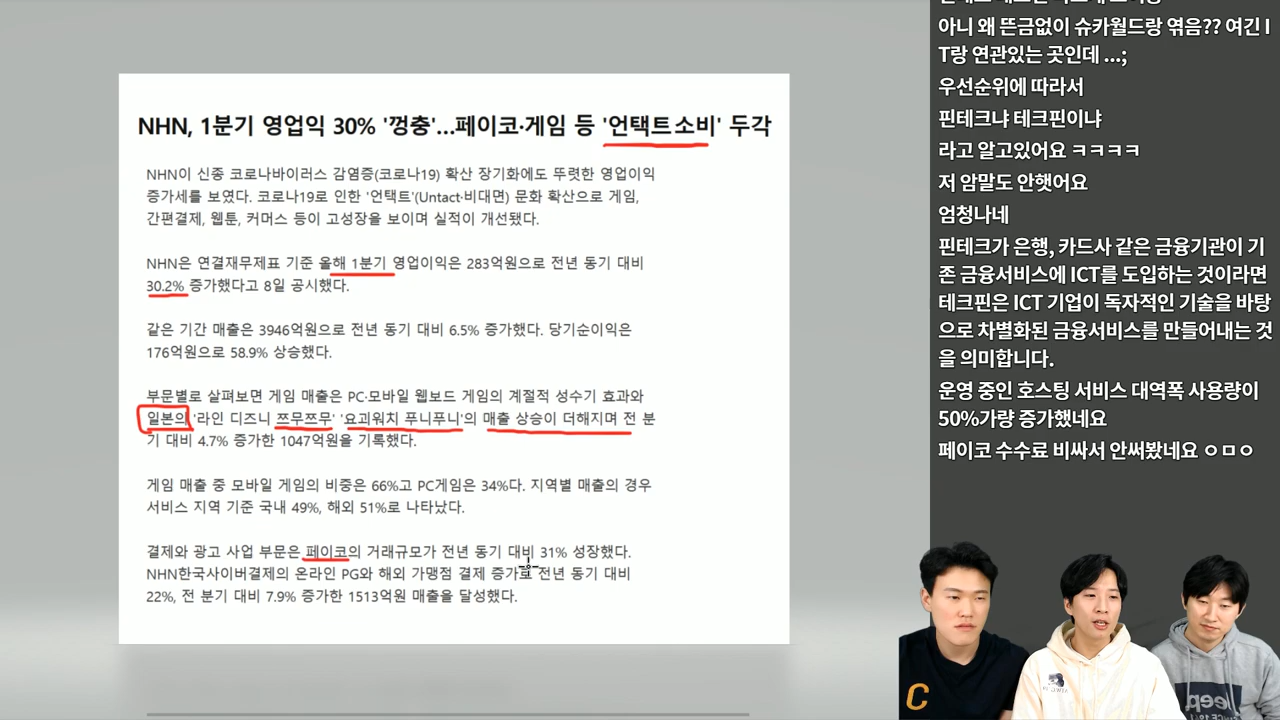 NHN, 1분기 영업익 30% '껑충'...페이코·게임 등 '언택트소비' 두각
NHN이 신종 코로나바이러스 감염증(코로나19) 확산 장기화에도 뚜렷한 영업이익
증가세를 보였다. 코로나19로 인한 '언택트'(Untact·비대면) 문화 확산으로 게임,
간편결제, 웹툰, 커머스 등이 고성장을 보이며 실적이 개선됐다.
NHN은 연결재무제표 기준 올해 1분기 영업이익은 283억원으로 전년 동기 대비
30.2% 증가했다고 8일 공시했다.
같은 기간 매출은 3946억원으로 전년 동기 대비 6.5% 증가했다. 당기순이익은
176억원으로 58.9% 상승했다.
부문별로 살펴보면 게임 매출은 PC·모바일 웹보드 게임의 계절적 성수기 효과와
일본의 '라인 디즈니 쯔무쯔무' '요괴워치 푸니푸니'의 매출 상승이 더해지며 전 분
기 대비 4.7% 증가한 1047억원을 기록했다.
게임 매출 중 모바일 게임의 비중은 66%고 PC게임은 34%다. 지역별 매출의 경우
서비스 지역 기준 국내 49%, 해외 51%로 나타났다.
결제와 광고 사업 부문은 페이코의 거래규모가 전년 동기 대비 31% 성장했다.
NHN한국사이버결제의 온라인 PG와 해외 가맹점 결제 증가로 전년 동기 대비
22%, 전 분기 대비 7.9% 증가한 1513억원 매출을 달성했다.
아니 왜 뜬금없이 슈카월드랑 엮음?? 여긴 I
T랑 연관있는 곳인데 ...;
우선순위에 따라서
핀테크냐 테크핀이냐
라고 알고있어요 ㅋㅋㅋㅋ
저 암말도 안햇어요
엄청나네
핀테크가 은행, 카드사 같은 금융기관이 기
존 금융서비스에 ICT를 도입하는 것이라면
테크핀은 ICT 기업이 독자적인 기술을 바탕
으로 차별화된 금융서비스를 만들어내는 것
을 의미합니다.
운영 중인 호스팅 서비스 대역폭 사용량이
50%가량 증가했네요
페이코 수수료 비싸서 안써봤네요 ㅇㅁㅇ
C